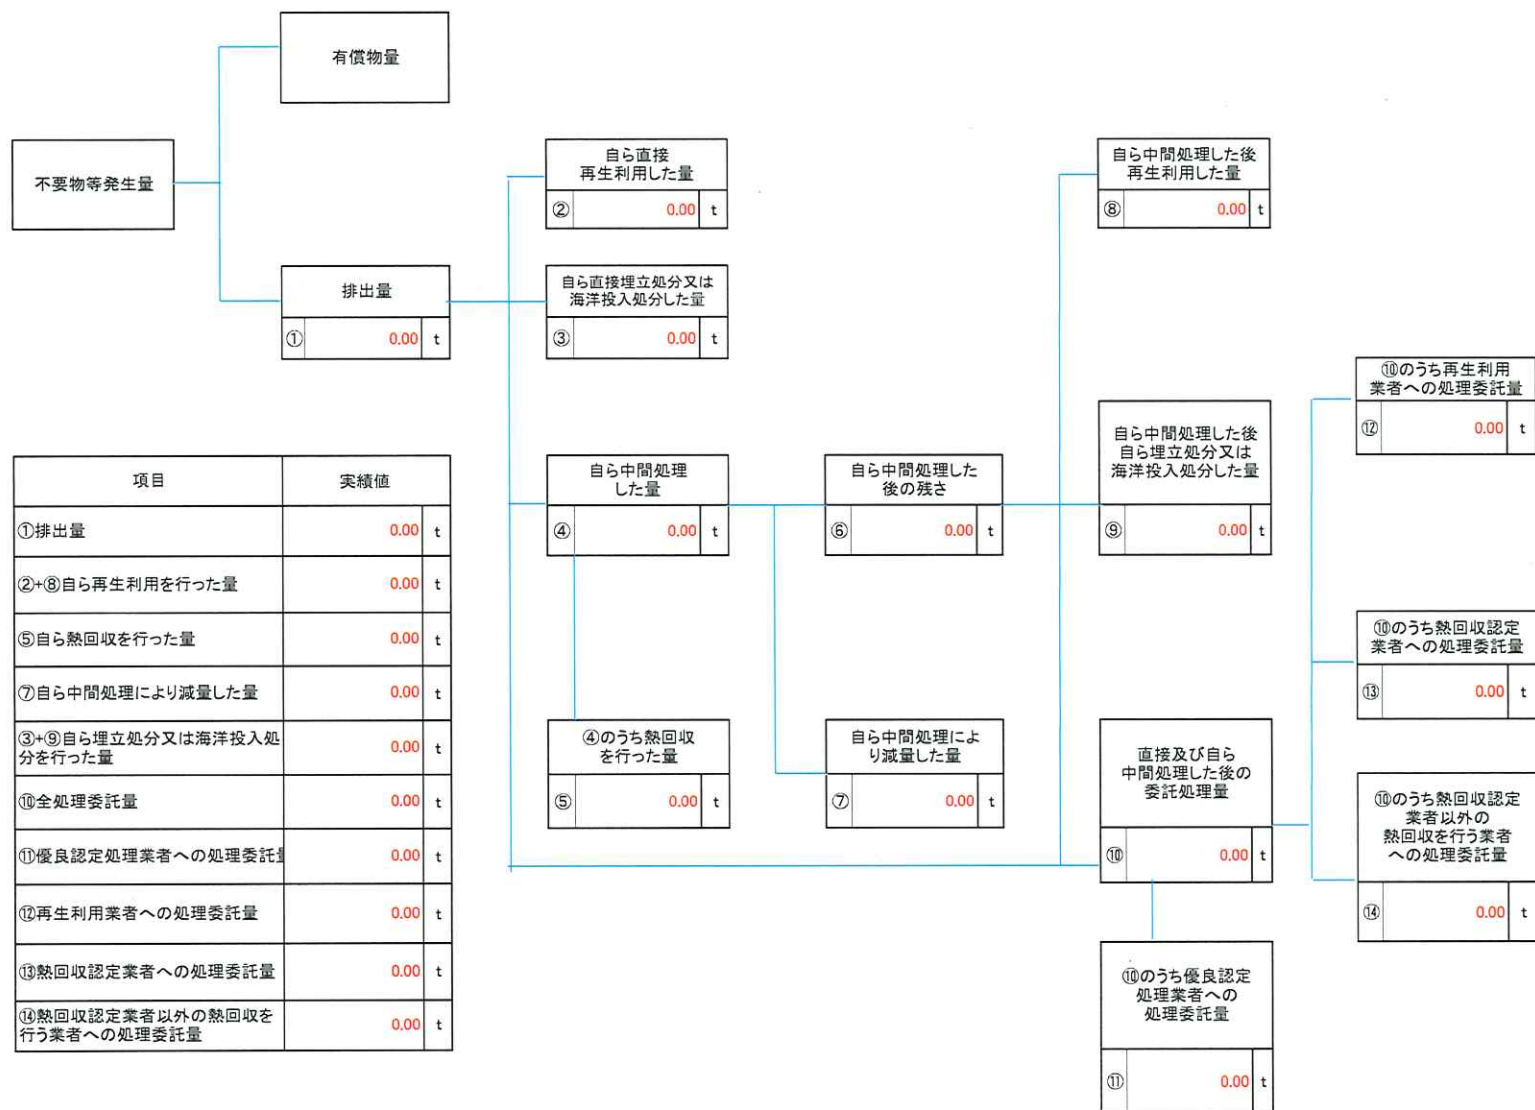 有償物量
不要物等発生量
排出量
① 0.00 t
自ら直接
再生利用した量
② 0.00 t
自ら直接埋立処分又は
海洋投入処分した量
③ 0.00 t
自ら中間処理
した量
④ 0.00 t
④のうち熱回収
を行った量
⑤ 0.00 t
自ら中間処理した
後の残さ
⑥ 0.00 t
自ら中間処理によ
り減量した量
⑦ 0.00 t
自ら中間処理した後
再生利用した量
⑧ 0.00 t
自ら中間処理した後
自ら埋立処分又は
海洋投入処分した量
⑨ 0.00 t
直接及び自ら
中間処理した後の
委託処理量
⑩ 0.00 t
⑩のうち優良認定
処理業者への
処理委託量
⑪ 0.00 t
⑩のうち再生利用
業者への処理委託量
⑫ 0.00 t
⑩のうち熱回収認定
業者への処理委託量
⑬ 0.00 t
⑩のうち熱回収認定
業者以外の
熱回収を行う業者
への処理委託量
⑭ 0.00 t
項目 実績値
①排出量 0.00 t
②+⑧自ら再生利用を行った量 0.00 t
⑤自ら熱回収を行った量 0.00 t
⑦自ら中間処理により減量した量 0.00 t
③+⑨自ら埋立処分又は海洋投入処
分を行った量 0.00 t
⑩全処理委託量 0.00 t
⑪優良認定処理業者への処理委託 0.00 t
⑫再生利用業者への処理委託量 0.00 t
⑬熱回収認定業者への処理委託量 0.00 t
⑭熱回収認定業者以外の熱回収を
行う業者への処理委託量 0.00 t